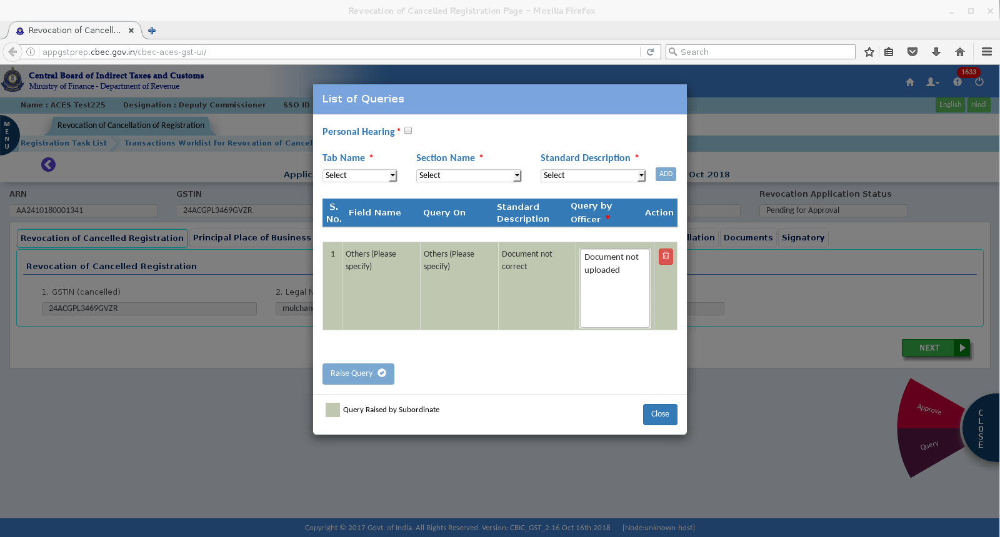 Revocation of Cancelled Registration Page - Mozilla Firefox
Revocation of Cancell...
appgstprep.cbec.gov.in/cbec-aces-gst-ui/
Search
Central Board of Indirect Taxes and Customs
Ministry of Finance - Department of Revenue
1633
Name : ACES Test225 Designation : Deputy Commissioner SSO ID
English Hindi
MENU
Revocation of Cancellation of Registration
Registration Task List Transactions Worklist for Revocation of Cancel
Applic
Oct 2018
ARN GSTIN Revocation Application Status
AA2410180001341 24ACGPL3469GVZR Pending for Approval
Revocation of Cancelled Registration Principal Place of Business llation Documents Signatory
Revocation of Cancelled Registration
1. GSTIN (cancelled) 2. Legal N
24ACGPL3469GVZR mulchan
NEXT
Approve
Query
CLOSE
List of Queries
Personal Hearing *
Tab Name * Section Name * Standard Description *
Select Select Select ADD
S. No. Field Name Query On Standard Description Query by Officer * Action
1 Others (Please specify) Others (Please specify) Document not correct Document not uploaded
Raise Query
Query Raised by Subordinate
Close
Copyright © 2017 Govt. of India. All Rights Reserved. Version: CBIC_GST_2.16 Oct 16th 2018 [Node:unknown-host]